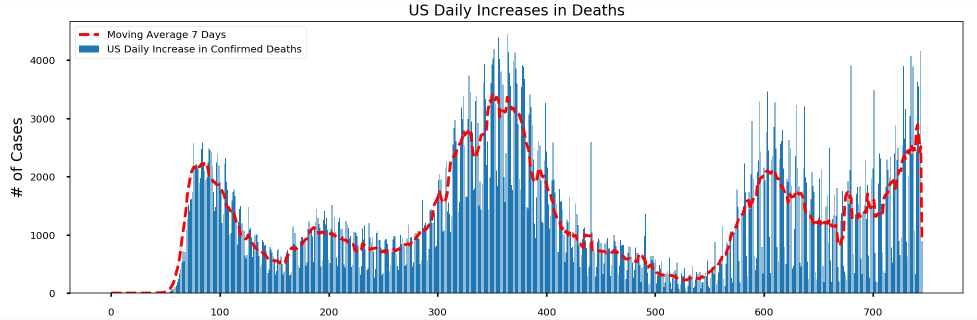 US Daily Increases in Deaths
Moving Average 7 Days
US Daily Increase in Confirmed Deaths
# of Cases
4000
3000
2000
1000
0
0 100 200 300 400 500 600 700